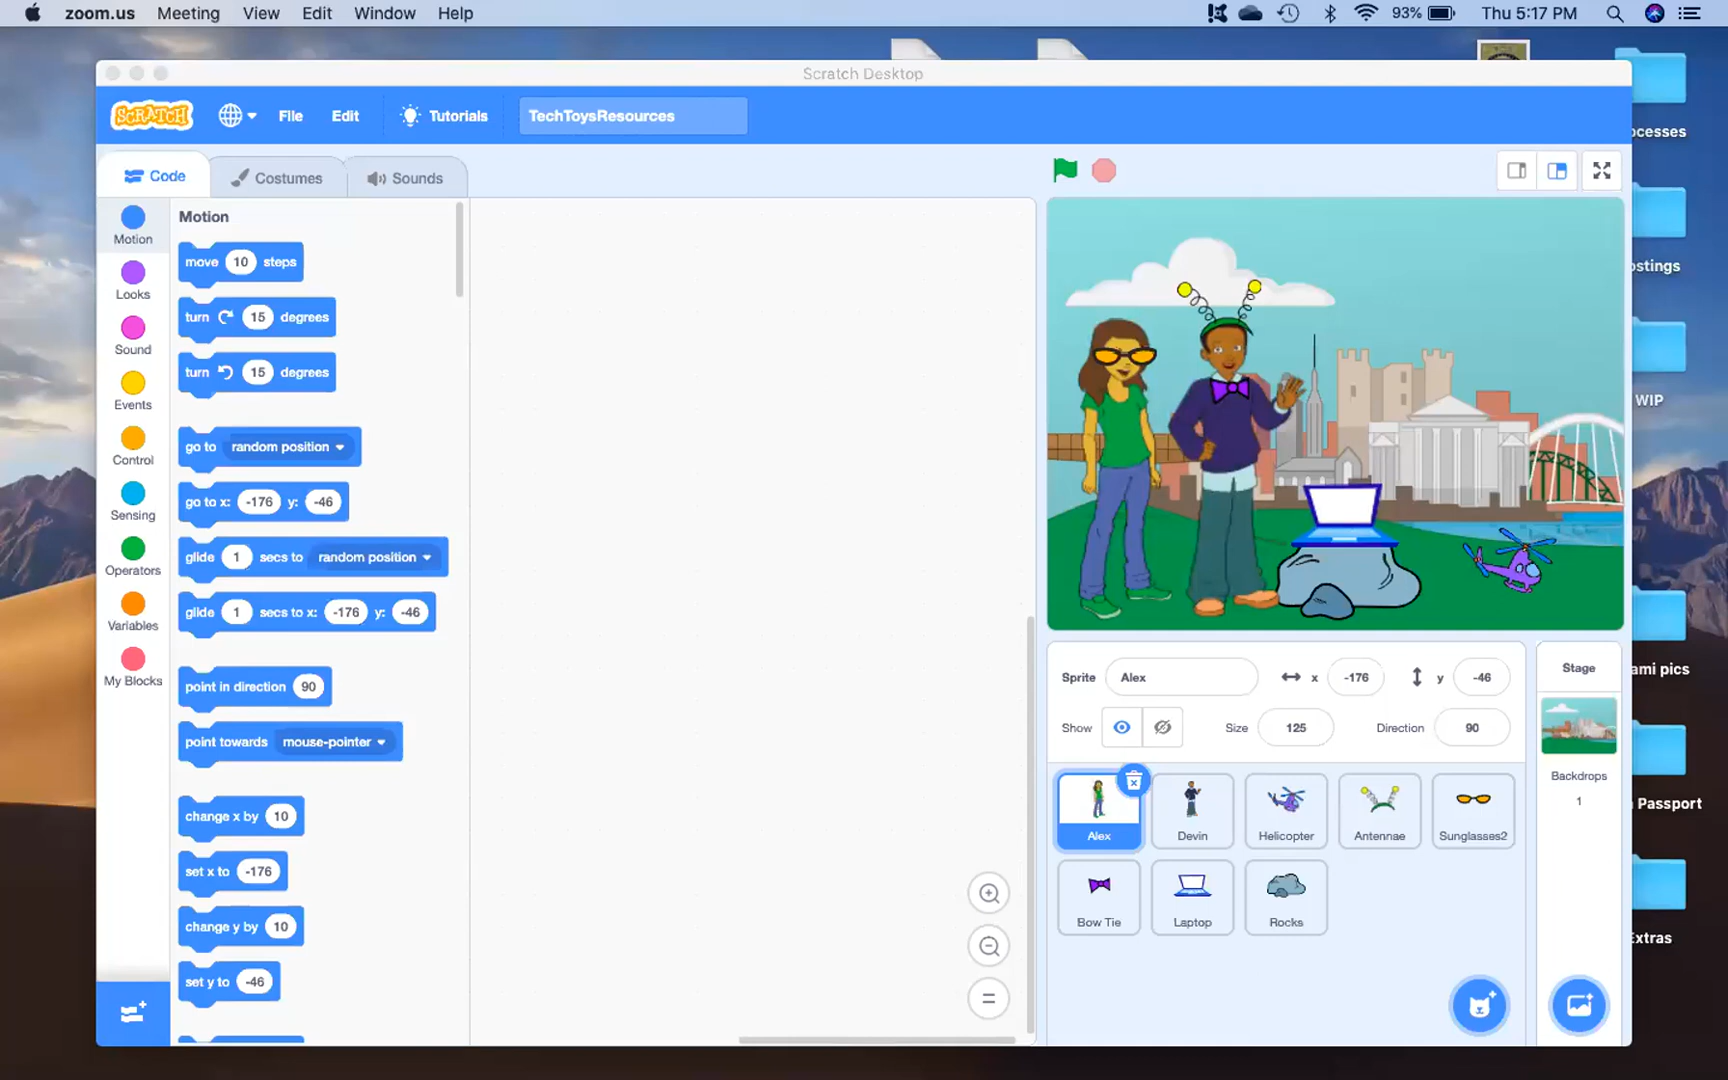 zoom.us Meeting View Edit Window Help 93% Thu 5:17 PM
Scratch Desktop
SCRATCH File Edit Tutorials TechToysResources
Code Costumes Sounds
Motion
Looks
Sound
Events
Control
Sensing
Operators
Variables
My Blocks
Motion
move 10 steps
turn 15 degrees
turn 15 degrees
go to random position
go to x: -176 y: -46
glide 1 secs to random position
glide 1 secs to x: -176 y: -46
point in direction 90
point towards mouse-pointer
change x by 10
set x to -176
change y by 10
set y to -46
Sprite Alex x -176 y -46
Show Size 125 Direction 90
Alex Devin Helicopter Antennae Sunglasses2
Bow Tie Laptop Rocks
Stage
Backdrops
1
ocesses
ostings
WIP
ami pics
Passport
Extras